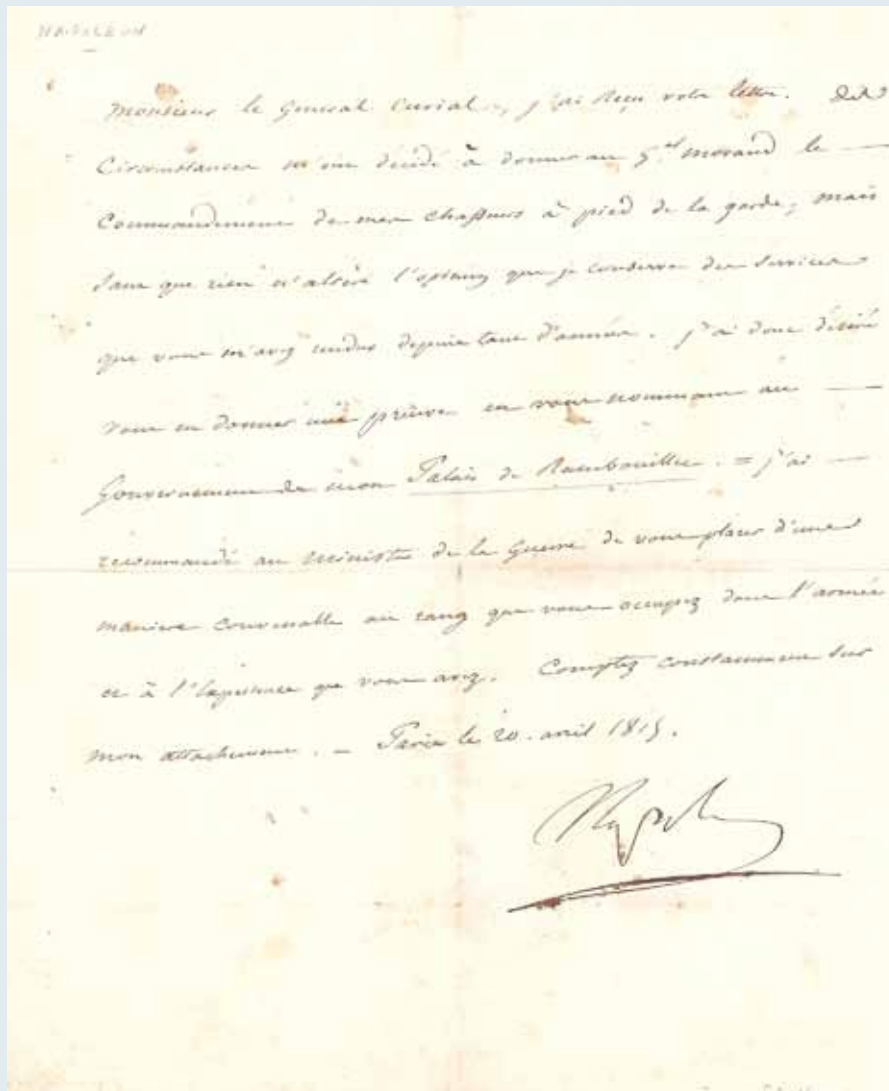 NAPOLEON
Monsieur le Général Curial, j'ai Reçu votre lettre. des
Circonstances m'ont décidé à donner au g.al morand le
Commandement de mes Chasseurs à pied de la garde; mais
sans que rien n'altère l'opinion que je conserve des Services
que vous m'avez rendus depuis tant d'années. j'ai donc désiré
vous en donner une preuve en vous nommant au
Gouvernement de mon Palais de Rambouillet. = j'ai
recommandé au Ministre de la Guerre de vous placer d'une
manière convenable au rang que vous occupez dans l'armée
et à l'Expérience que vous avez. Comptez constamment sur
mon attachement. – Paris le 20. avril 1815.
Napoleon